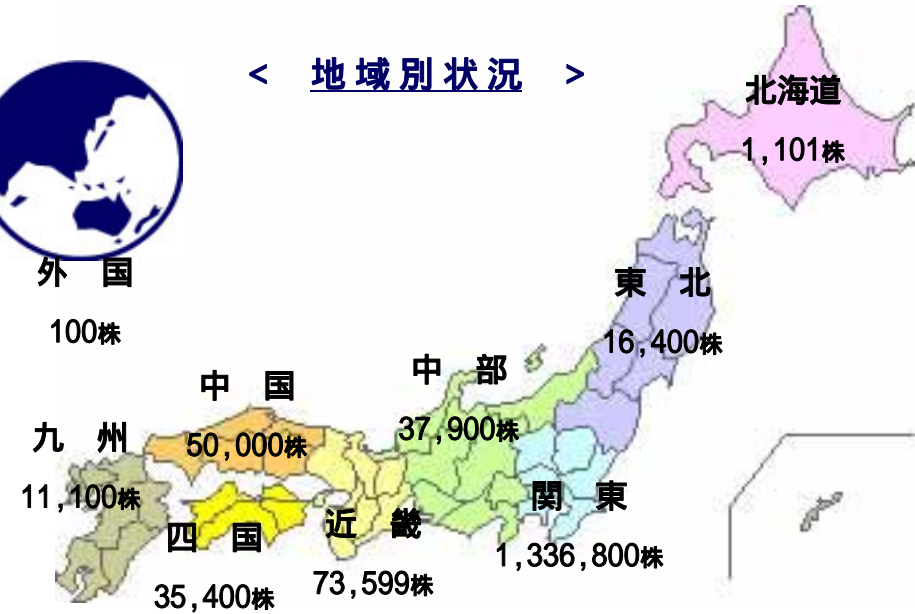 < 地域別状況 >
北海道
1,101株
外 国
100株
東 北
16,400株
中 部
37,900株
中 国
50,000株
九 州
11,100株
関 東
1,336,800株
近 畿
73,599株
四 国
35,400株